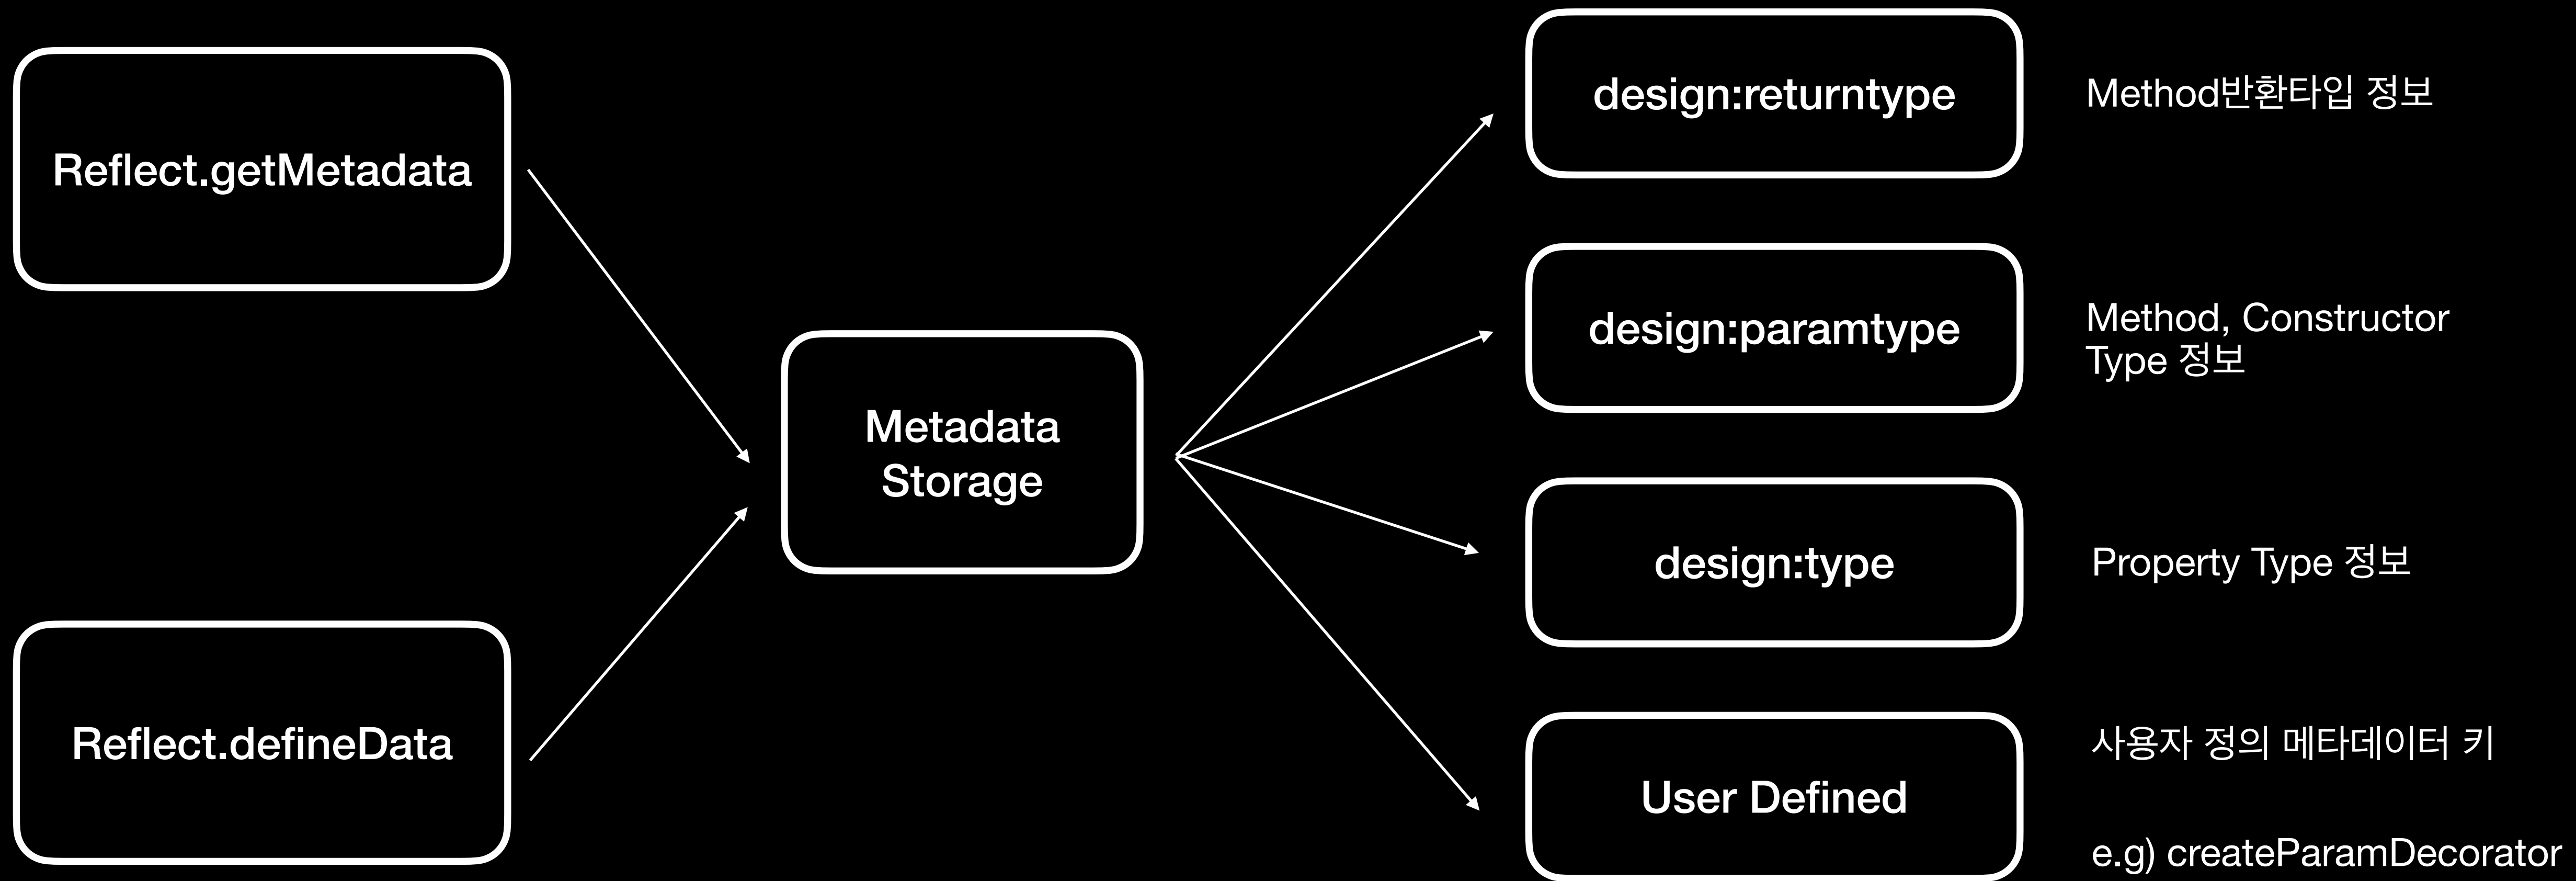 Reflect.getMetadata
Reflect.defineData
Metadata
Storage
design:returntype
Method반환타입 정보
design:paramtype
Method, Constructor
Type 정보
design:type
Property Type 정보
User Defined
사용자 정의 메타데이터 키
e.g) createParamDecorator